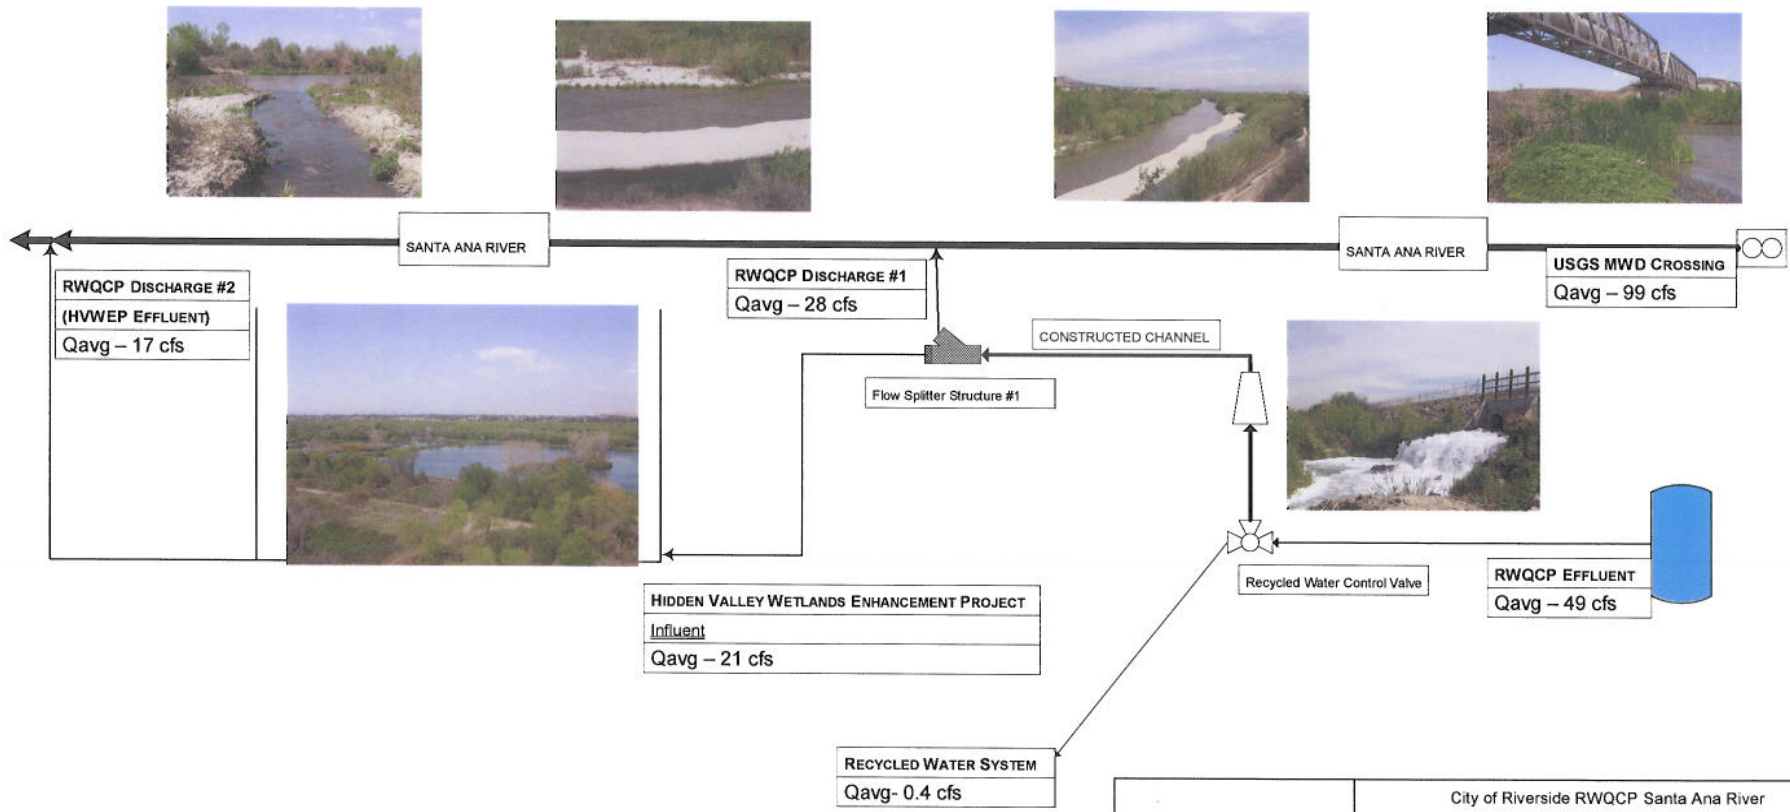 SANTA ANA RIVER
SANTA ANA RIVER
RWQCP DISCHARGE #2
(HVWEP EFFLUENT)
Qavg – 17 cfs
RWQCP DISCHARGE #1
Qavg – 28 cfs
USGS MWD CROSSING
Qavg – 99 cfs
CONSTRUCTED CHANNEL
Flow Splitter Structure #1
Recycled Water Control Valve
RWQCP EFFLUENT
Qavg – 49 cfs
HIDDEN VALLEY WETLANDS ENHANCEMENT PROJECT
Influent
Qavg – 21 cfs
RECYCLED WATER SYSTEM
Qavg- 0.4 cfs
City of Riverside RWQCP Santa Ana River